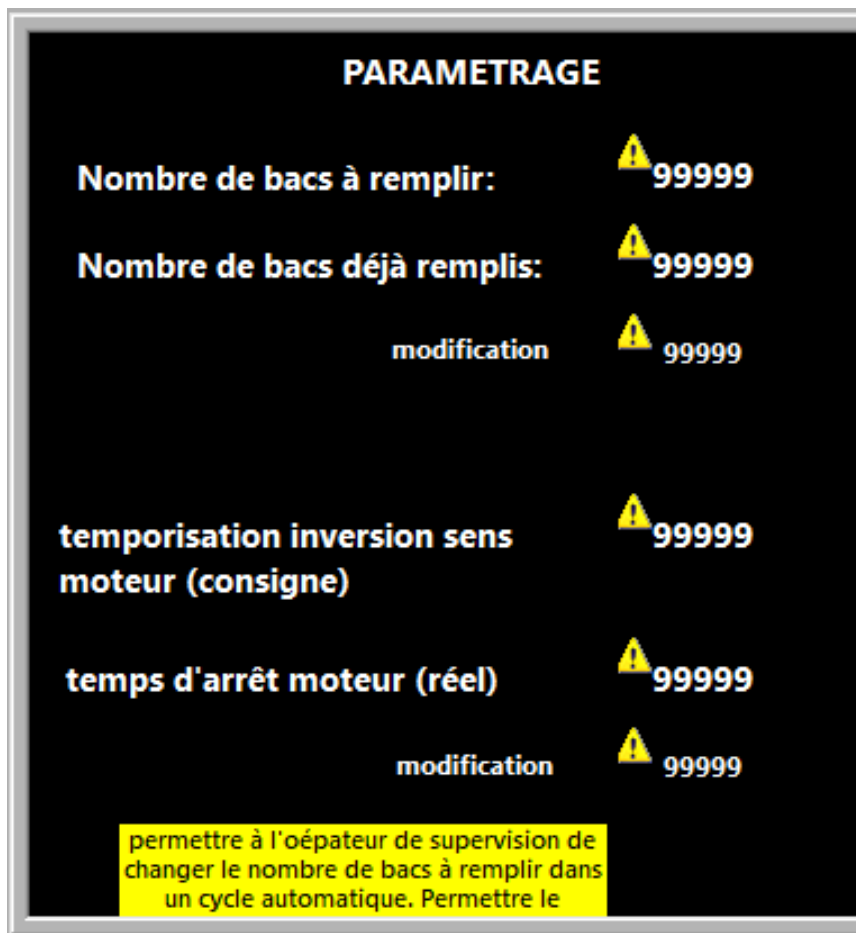 PARAMETRAGE
Nombre de bacs à remplir: 99999
Nombre de bacs déjà remplis: 99999
modification 99999
temporisation inversion sens 99999
moteur (consigne)
temps d'arrêt moteur (réel) 99999
modification 99999
permettre à l'oépateur de supervision de
changer le nombre de bacs à remplir dans
un cycle automatique. Permettre le